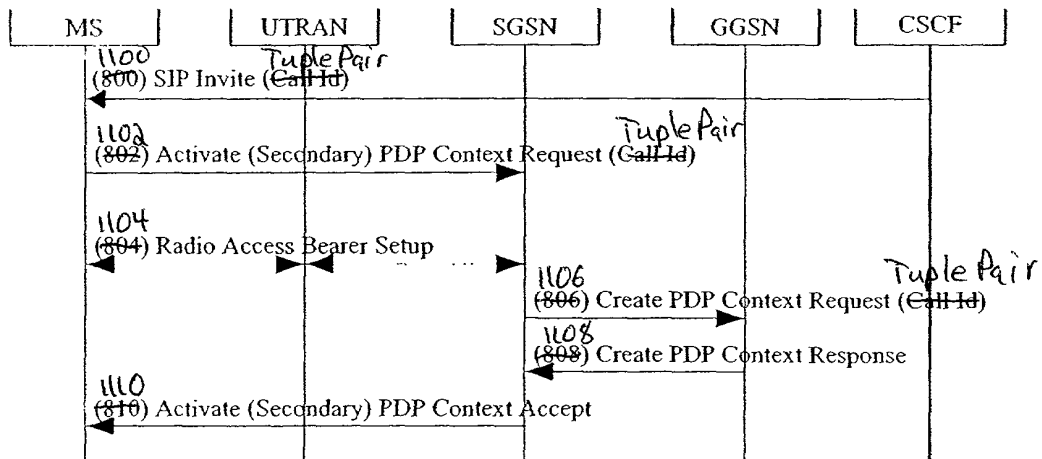 MS UTRAN SGSN GGSN CSCF
1100 Tuple Pair
(800) SIP Invite (Call Id)
1102 Tuple Pair
(802) Activate (Secondary) PDP Context Request (Call Id)
1104
(804) Radio Access Bearer Setup
1106 Tuple Pair
(806) Create PDP Context Request (Call Id)
1108
(808) Create PDP Context Response
1110
(810) Activate (Secondary) PDP Context Accept